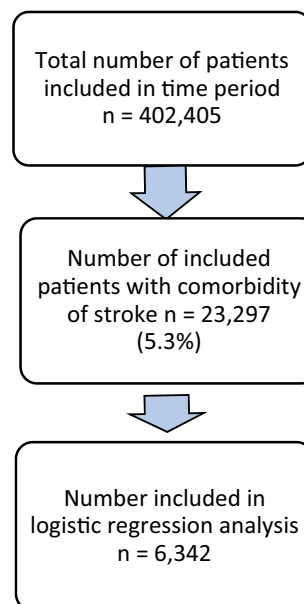 Total number of patients
included in time period
n = 402,405
Number of included
patients with comorbidity
of stroke n = 23,297
(5.3%)
Number included in
logistic regression analysis
n = 6,342